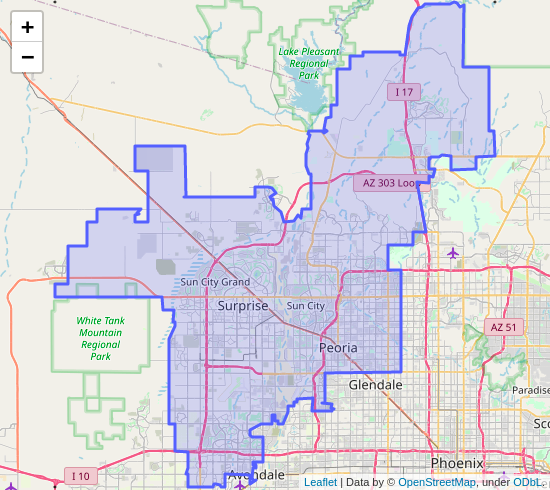 +
−
Lake Pleasant
Regional
Park
I 17
AZ 303 Loo
Sun City Grand
Surprise
Sun City
White Tank
Mountain
Regional
Park
Peoria
AZ 51
Glendale
Paradise
Sco
I 10
Avondale
Phoenix
Leaflet | Data by © OpenStreetMap, under ODbL.